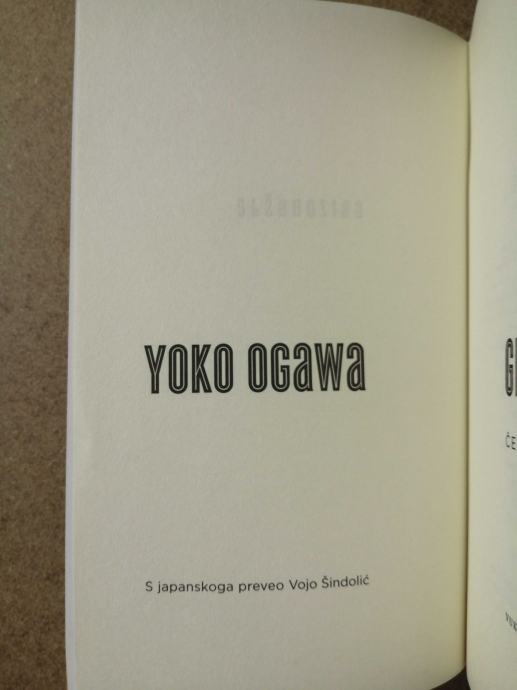 YOKO OGAWA
S japanskoga preveo Vojo Šindolić